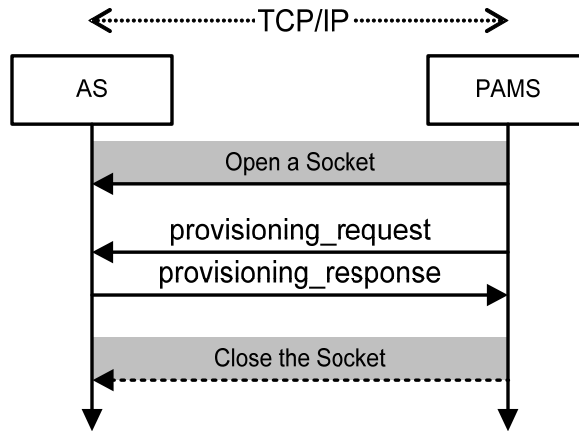 TCP/IP
AS
PAMS
Open a Socket
provisioning_request
provisioning_response
Close the Socket